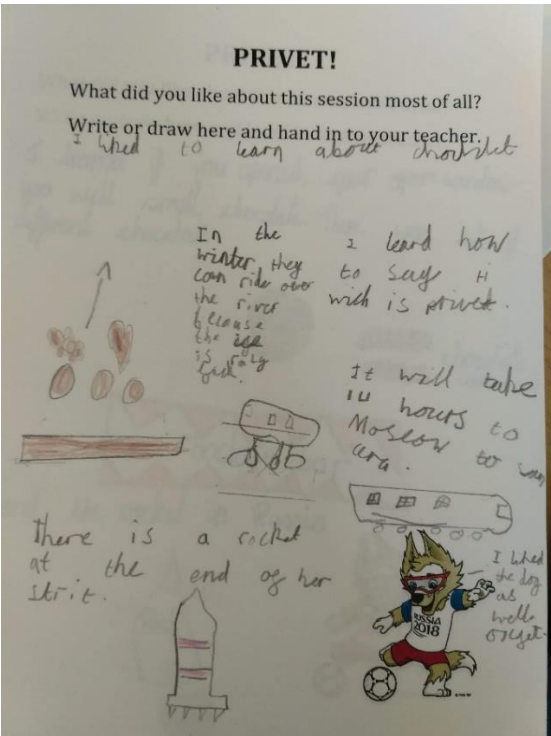 PRIVET!
What did you like about this session most of all?
Write or draw here and hand in to your teacher.
I liked to learn about
In the
winter they
can ride over
the river
because
the ice
is
I leard how
to say Hi
wich is privet.
It will take
14 hours to
Moscow to
There is a rocket
at the end of her
strit.
I liked
the dog
as
well
RUSSIA
2018